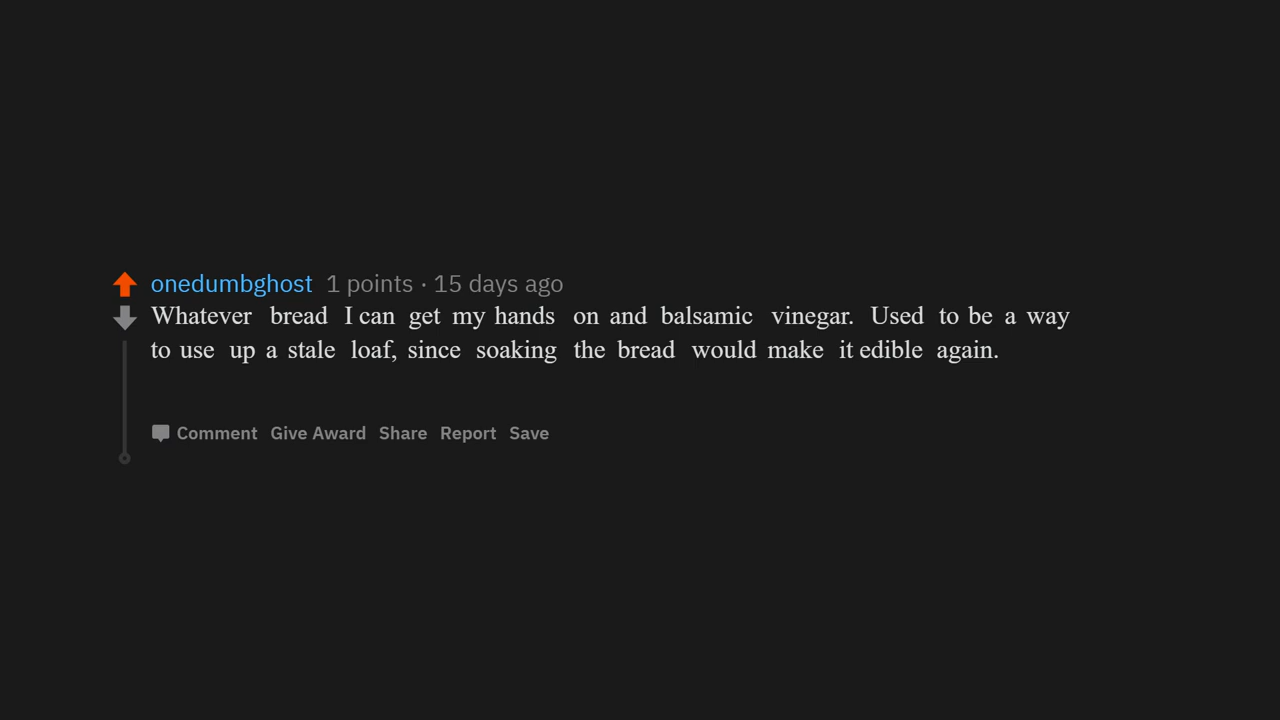 onedumbghost 1 points · 15 days ago
Whatever bread I can get my hands on and balsamic vinegar. Used to be a way
to use up a stale loaf, since soaking the bread would make it edible again.
Comment Give Award Share Report Save